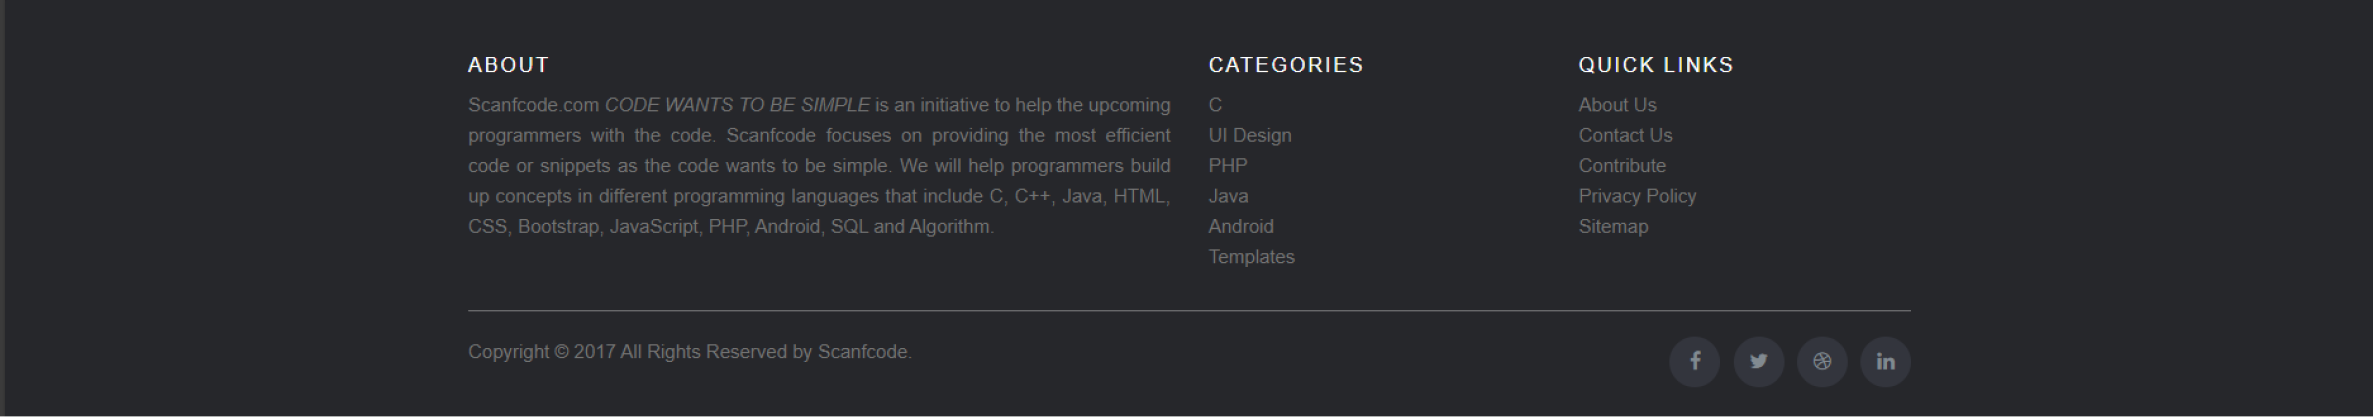 ABOUT
Scanfcode.com CODE WANTS TO BE SIMPLE is an initiative to help the upcoming
programmers with the code. Scanfcode focuses on providing the most efficient
code or snippets as the code wants to be simple. We will help programmers build
up concepts in different programming languages that include C, C++, Java, HTML,
CSS, Bootstrap, JavaScript, PHP, Android, SQL and Algorithm.
CATEGORIES
C
UI Design
PHP
Java
Android
Templates
QUICK LINKS
About Us
Contact Us
Contribute
Privacy Policy
Sitemap
Copyright © 2017 All Rights Reserved by Scanfcode.